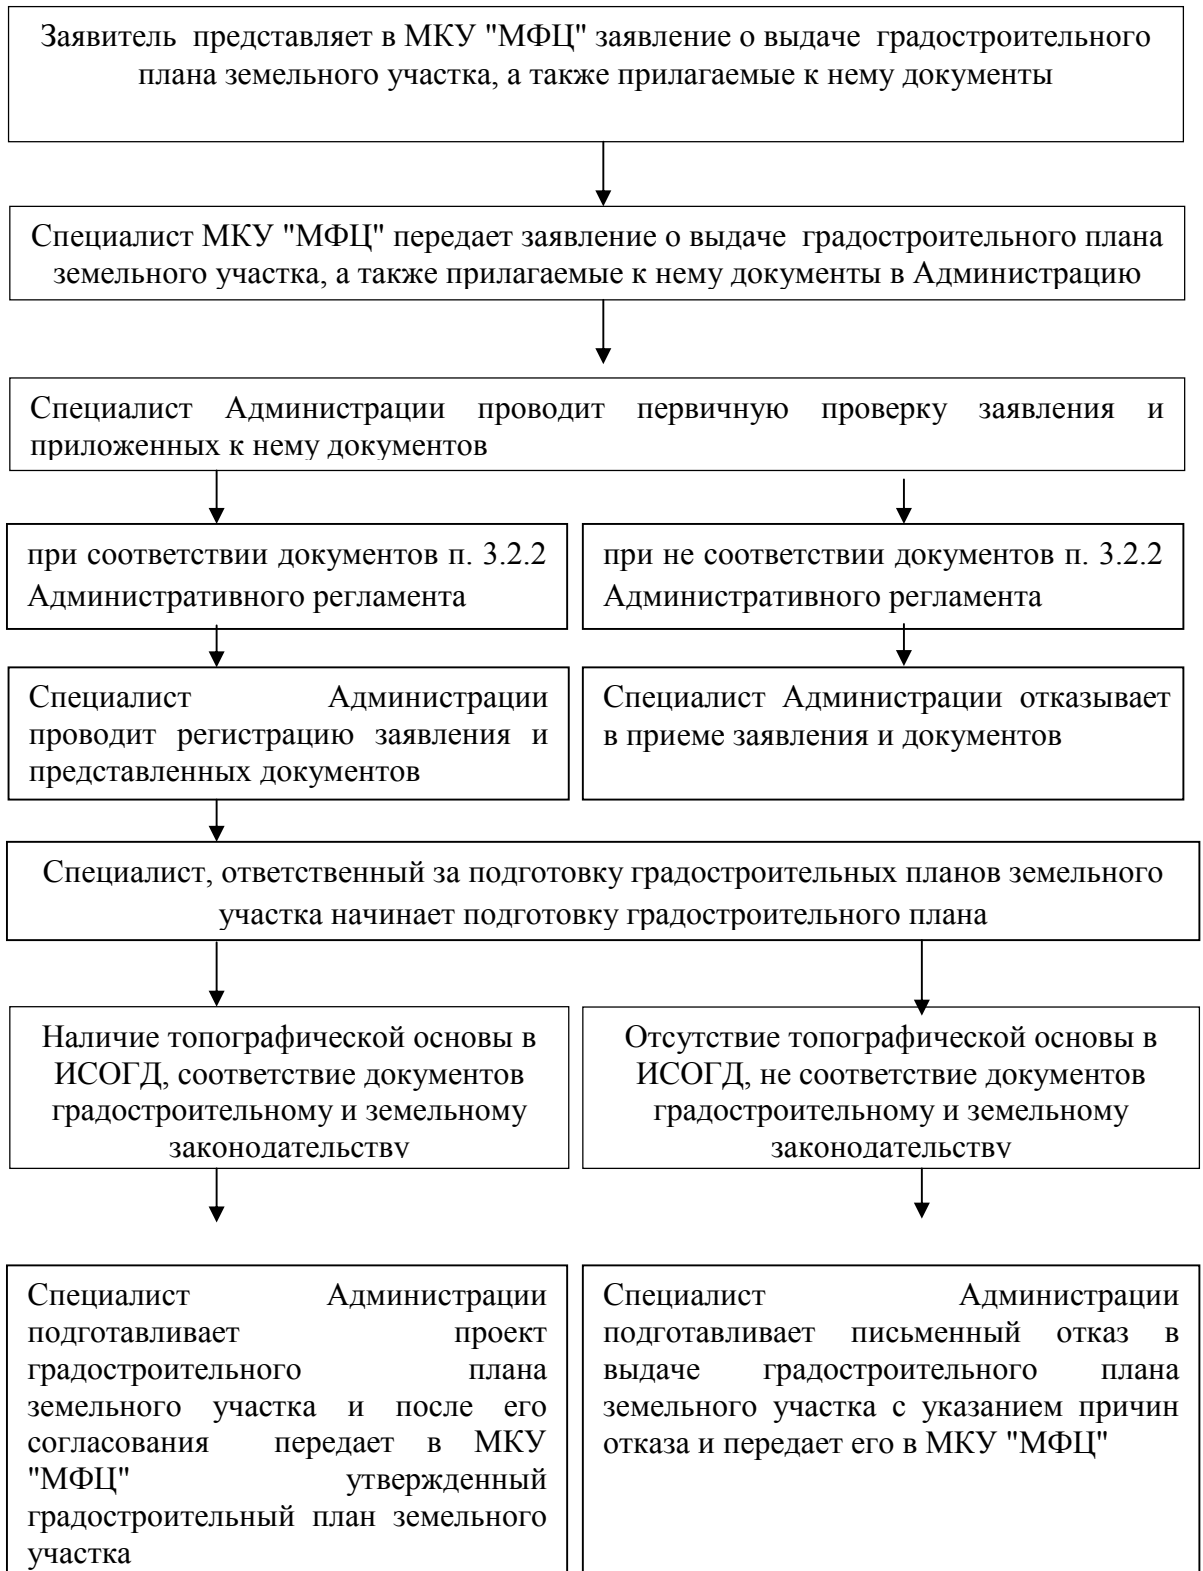 Заявитель представляет в МКУ "МФЦ" заявление о выдаче градостроительного
плана земельного участка, а также прилагаемые к нему документы
Специалист МКУ "МФЦ" передает заявление о выдаче градостроительного плана
земельного участка, а также прилагаемые к нему документы в Администрацию
Специалист Администрации проводит первичную проверку заявления и
приложенных к нему документов
при соответствии документов п. 3.2.2
Административного регламента
при не соответствии документов п. 3.2.2
Административного регламента
Специалист Администрации
проводит регистрацию заявления и
представленных документов
Специалист Администрации отказывает
в приеме заявления и документов
Специалист, ответственный за подготовку градостроительных планов земельного
участка начинает подготовку градостроительного плана
Наличие топографической основы в
ИСОГД, соответствие документов
градостроительному и земельному
законодательству
Отсутствие топографической основы в
ИСОГД, не соответствие документов
градостроительному и земельному
законодательству
Специалист Администрации
подготавливает проект
градостроительного плана
земельного участка и после его
согласования передает в МКУ
"МФЦ" утвержденный
градостроительный план земельного
участка
Специалист Администрации
подготавливает письменный отказ в
выдаче градостроительного плана
земельного участка с указанием причин
отказа и передает его в МКУ "МФЦ"